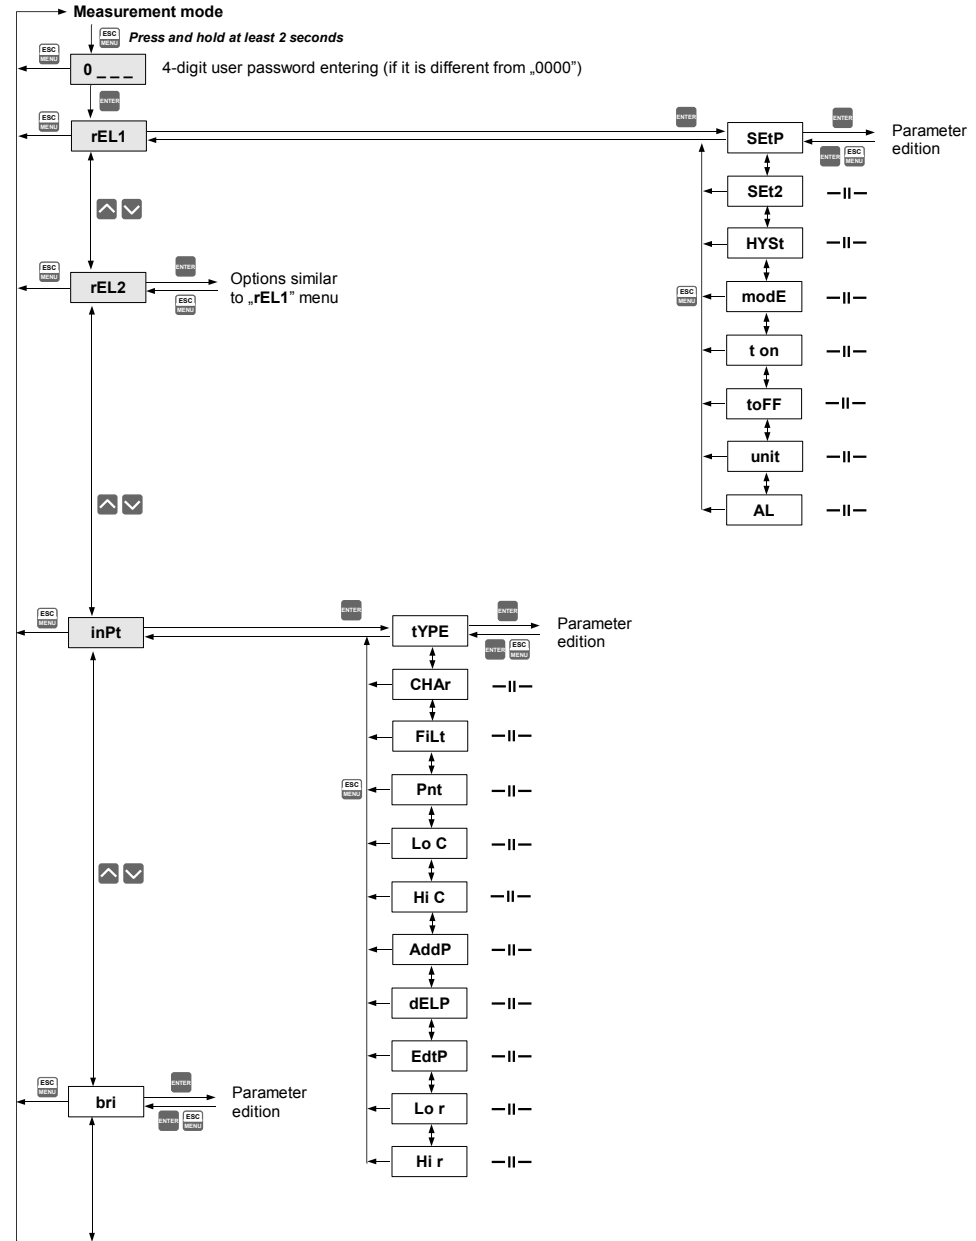 Measurement mode
ESC
MENU
Press and hold at least 2 seconds
ESC
MENU
0 _ _ _
4-digit user password entering (if it is different from „0000”)
ENTER
ESC
MENU
rEL1
ENTER
SEtP
ENTER
ENTER
ESC
MENU
Parameter
edition
SEt2
—II—
HYSt
—II—
ESC
MENU
modE
—II—
t on
—II—
toFF
—II—
unit
—II—
AL
—II—
ESC
MENU
rEL2
ENTER
ESC
MENU
Options similar
to „rEL1” menu
ESC
MENU
inPt
ENTER
tYPE
ENTER
ENTER
ESC
MENU
Parameter
edition
CHAr
—II—
FiLt
—II—
ESC
MENU
Pnt
—II—
Lo C
—II—
Hi C
—II—
AddP
—II—
dELP
—II—
EdtP
—II—
Lo r
—II—
Hi r
—II—
ESC
MENU
bri
ENTER
ENTER
ESC
MENU
Parameter
edition